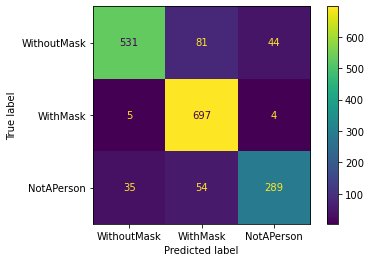 True label
WithoutMask 531 81 44
WithMask 5 697 4
NotAPerson 35 54 289
WithoutMask WithMask NotAPerson
Predicted label
600
500
400
300
200
100